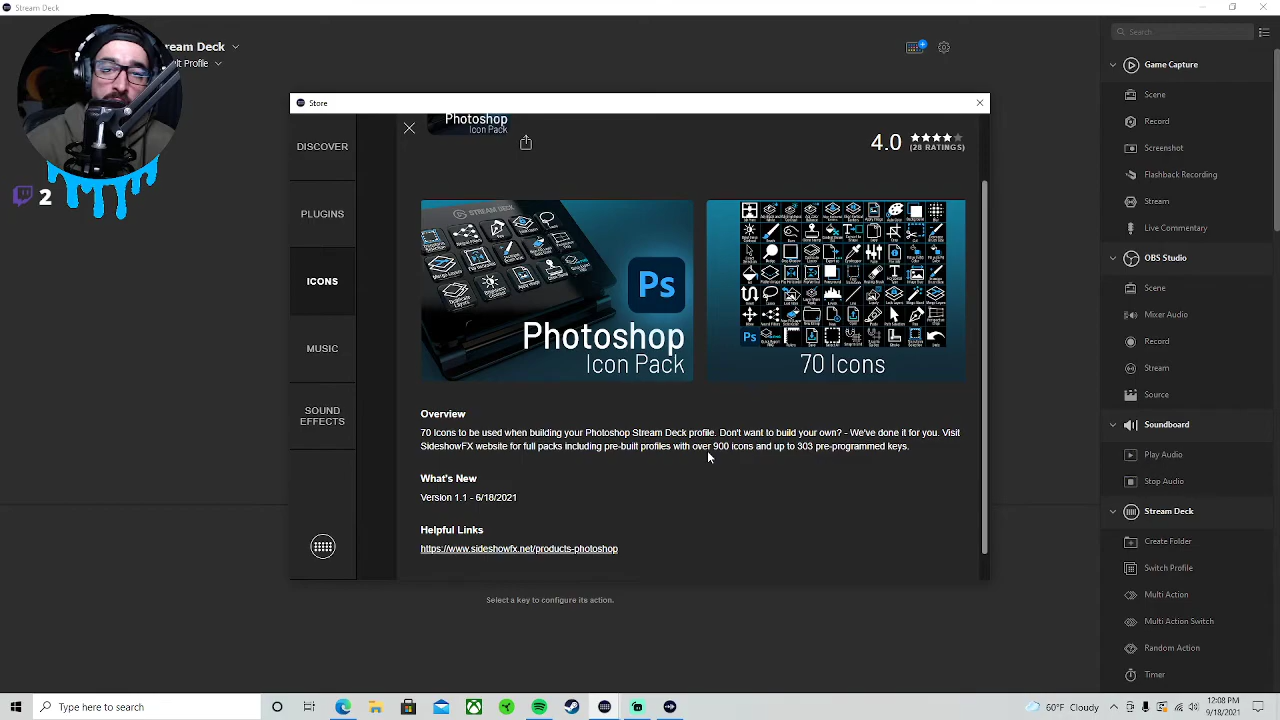 Stream Deck
Stream Deck
Store
Photoshop
Icon Pack
4.0
(28 RATINGS)
2
DISCOVER
PLUGINS
ICONS
MUSIC
SOUND
EFFECTS
STREAM DECK
Ps
Photoshop
Icon Pack
Ps
70 Icons
Overview
70 Icons to be used when building your Photoshop Stream Deck profile. Don't want to build your own? - We've done it for you. Visit
SideshowFX website for full packs including pre-built profiles with over 900 icons and up to 303 pre-programmed keys.
What's New
Version 1.1 - 6/18/2021
Helpful Links
https://www.sideshowfx.net/products-photoshop
Select a key to configure its action.
Search
Game Capture
Scene
Record
Screenshot
Flashback Recording
Stream
Live Commentary
OBS Studio
Scene
Mixer Audio
Record
Stream
Source
Soundboard
Play Audio
Stop Audio
Stream Deck
Create Folder
Switch Profile
Multi Action
Multi Action Switch
Random Action
Timer
Type here to search
60°F Cloudy
12:08 PM
9/18/2021